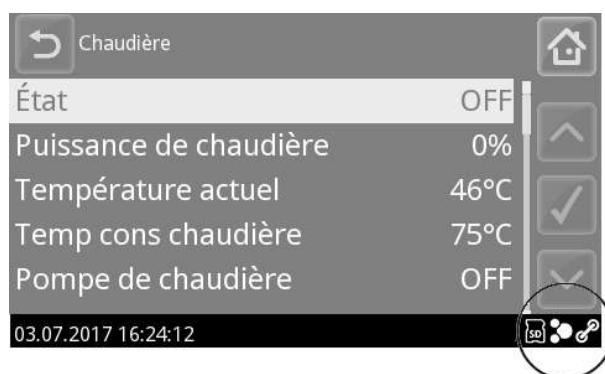 Chaudière
État OFF
Puissance de chaudière 0%
Température actuel 46°C
Temp cons chaudière 75°C
Pompe de chaudière OFF
03.07.2017 16:24:12 SD